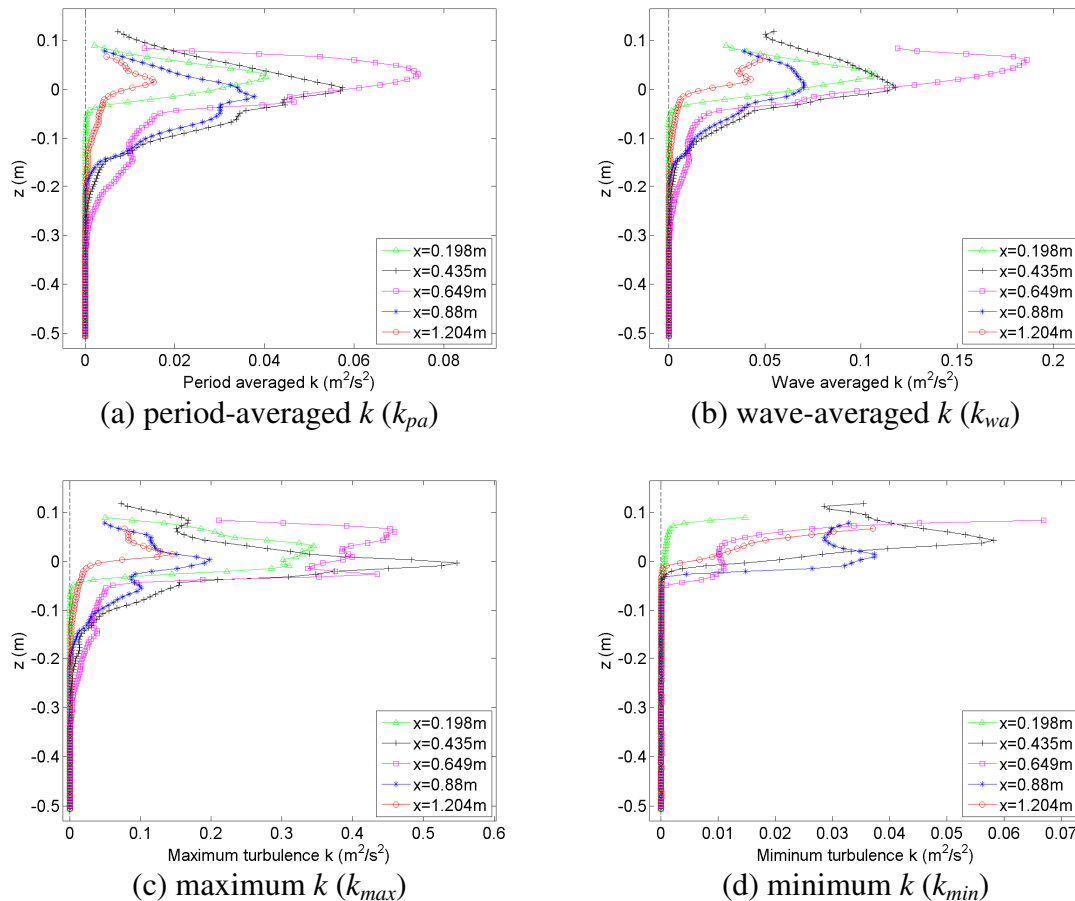 0.1
0
-0.1
-0.2
-0.3
-0.4
-0.5
z (m)
x=0.198m
x=0.435m
x=0.649m
x=0.88m
x=1.204m
0 0.02 0.04 0.06 0.08
Period averaged k (m²/s²)
(a) period-averaged k (k_pa)
0.1
0
-0.1
-0.2
-0.3
-0.4
-0.5
z (m)
x=0.198m
x=0.435m
x=0.649m
x=0.88m
x=1.204m
0 0.05 0.1 0.15 0.2
Wave averaged k (m²/s²)
(b) wave-averaged k (k_wa)
0.1
0
-0.1
-0.2
-0.3
-0.4
-0.5
z (m)
x=0.198m
x=0.435m
x=0.649m
x=0.88m
x=1.204m
0 0.1 0.2 0.3 0.4 0.5 0.6
Maximum turbulence k (m²/s²)
(c) maximum k (k_max)
0.1
0
-0.1
-0.2
-0.3
-0.4
-0.5
z (m)
x=0.198m
x=0.435m
x=0.649m
x=0.88m
x=1.204m
0 0.01 0.02 0.03 0.04 0.05 0.06 0.07
Miminum turbulence k (m²/s²)
(d) minimum k (k_min)